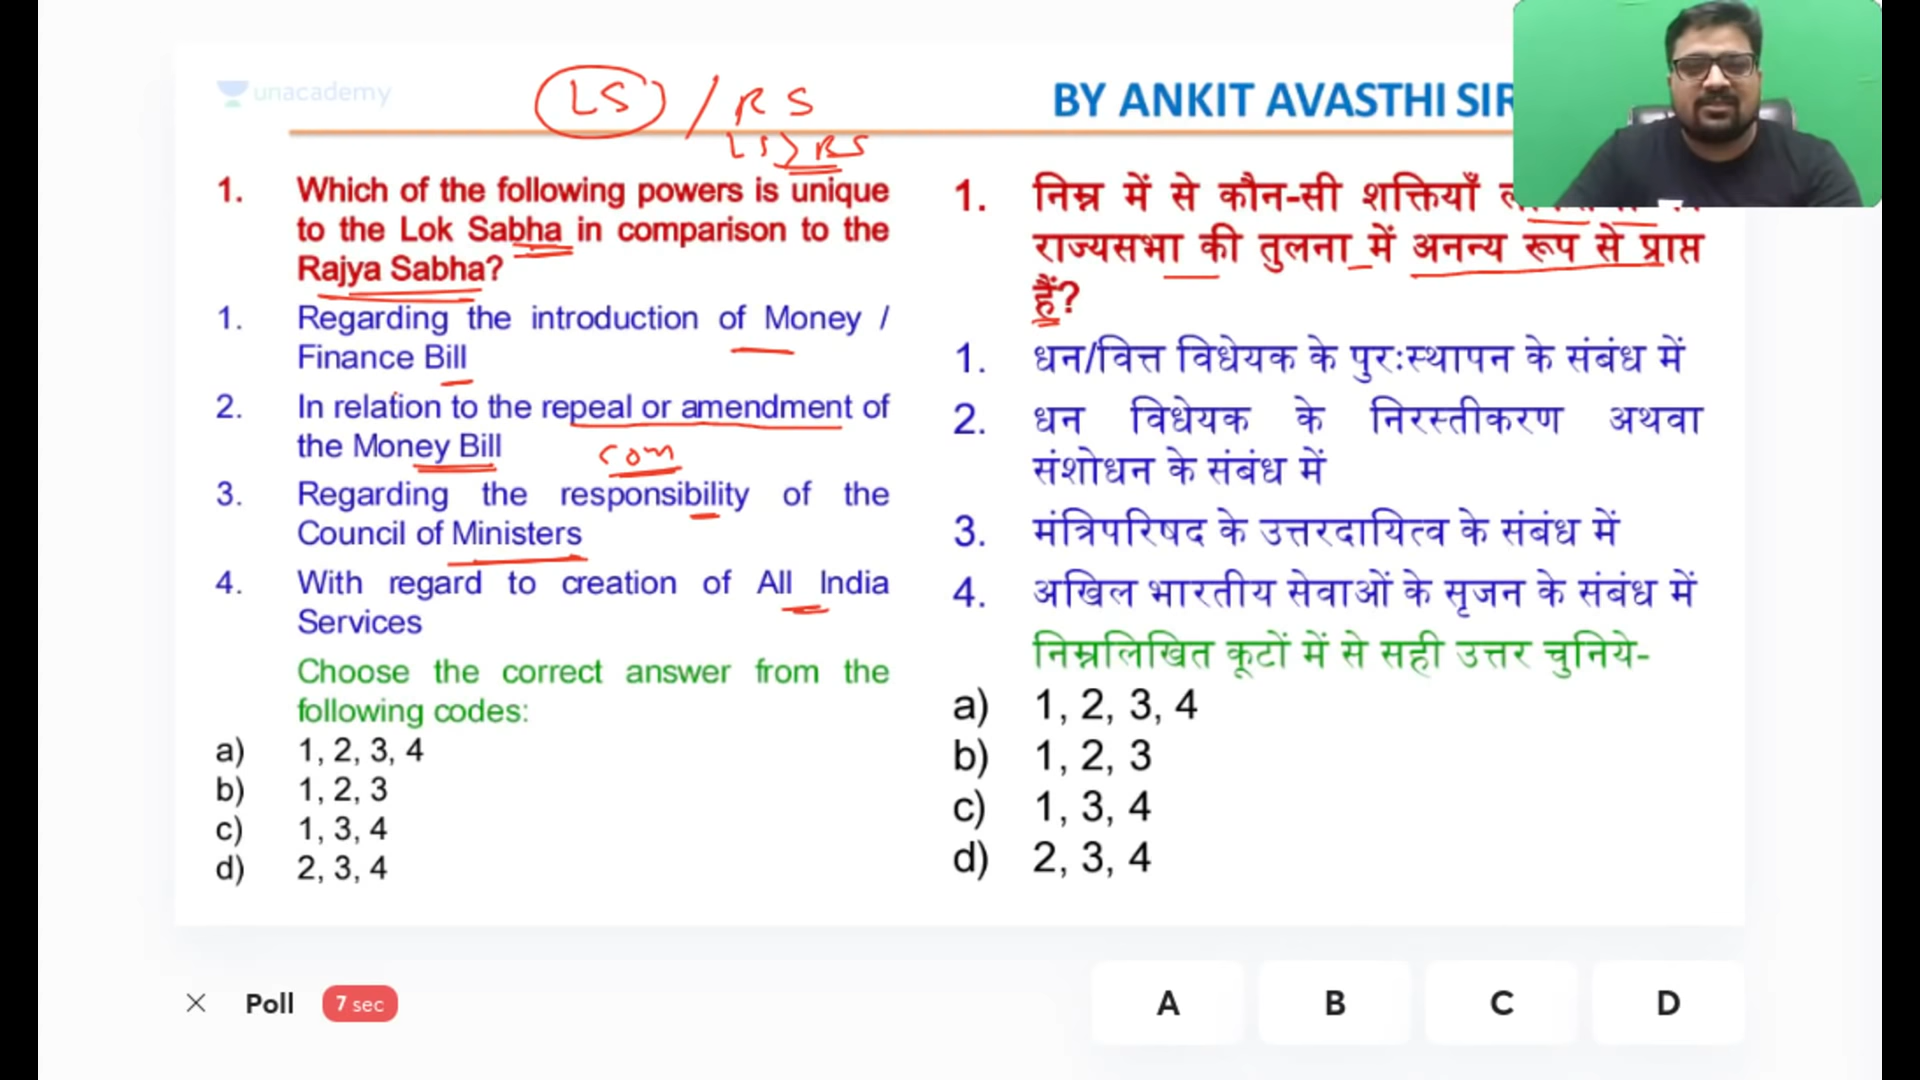 unacademy
LS / RS
LS > RS
BY ANKIT AVASTHI SIR
1. Which of the following powers is unique
to the Lok Sabha in comparison to the
Rajya Sabha?
1. Regarding the introduction of Money /
Finance Bill
2. In relation to the repeal or amendment of
the Money Bill
com
3. Regarding the responsibility of the
Council of Ministers
4. With regard to creation of All India
Services
Choose the correct answer from the
following codes:
a) 1, 2, 3, 4
b) 1, 2, 3
c) 1, 3, 4
d) 2, 3, 4
1. निम्न में से कौन-सी शक्तियाँ
राज्यसभा की तुलना में अनन्य रूप से प्राप्त
हैं?
1. धन/वित्त विधेयक के पुरःस्थापन के संबंध में
2. धन विधेयक के निरस्तीकरण अथवा
संशोधन के संबंध में
3. मंत्रिपरिषद के उत्तरदायित्व के संबंध में
4. अखिल भारतीय सेवाओं के सृजन के संबंध में
निम्नलिखित कूटों में से सही उत्तर चुनिये-
a) 1, 2, 3, 4
b) 1, 2, 3
c) 1, 3, 4
d) 2, 3, 4
× Poll 7 sec A B C D